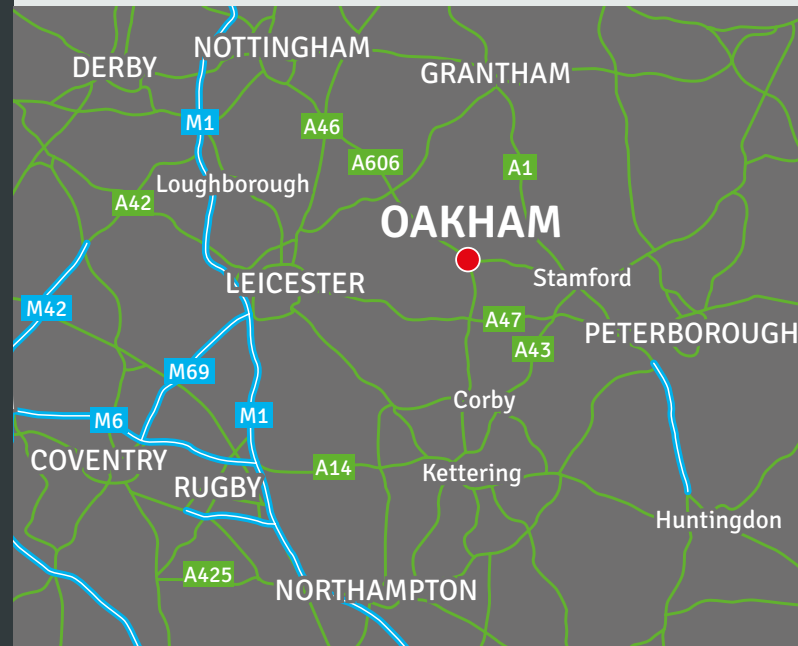 NOTTINGHAM
DERBY
GRANTHAM
M1
A46
A606
A1
Loughborough
A42
OAKHAM
Stamford
LEICESTER
M42
A47
PETERBOROUGH
A43
M69
Corby
M6
M1
COVENTRY
A14
Kettering
RUGBY
Huntingdon
A425
NORTHAMPTON